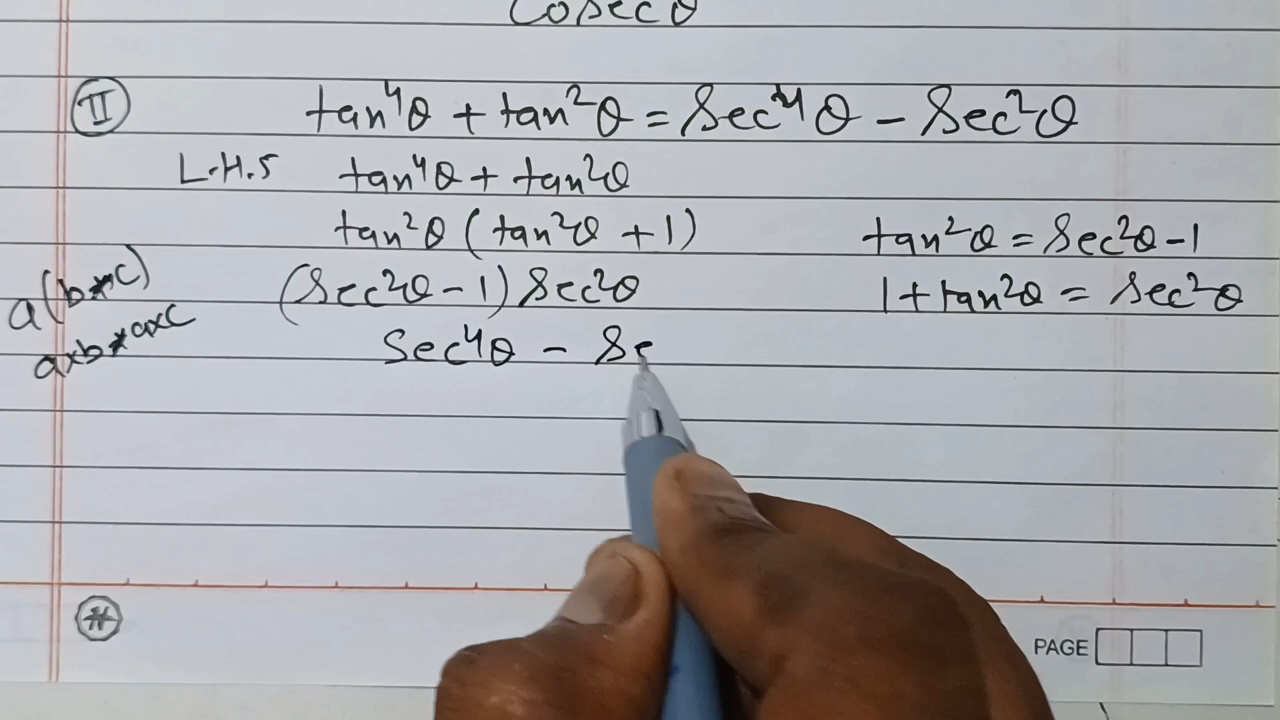 Cosecθ
II tan⁴θ + tan²θ = Sec⁴θ - Sec²θ
L.H.S tan⁴θ + tan²θ
tan²θ (tan²θ + 1) tan²θ = Sec²θ - 1
a(b*c) (Sec²θ - 1) Sec²θ 1 + tan²θ = Sec²θ
a×b*a×c Sec⁴θ - Se
#
PAGE